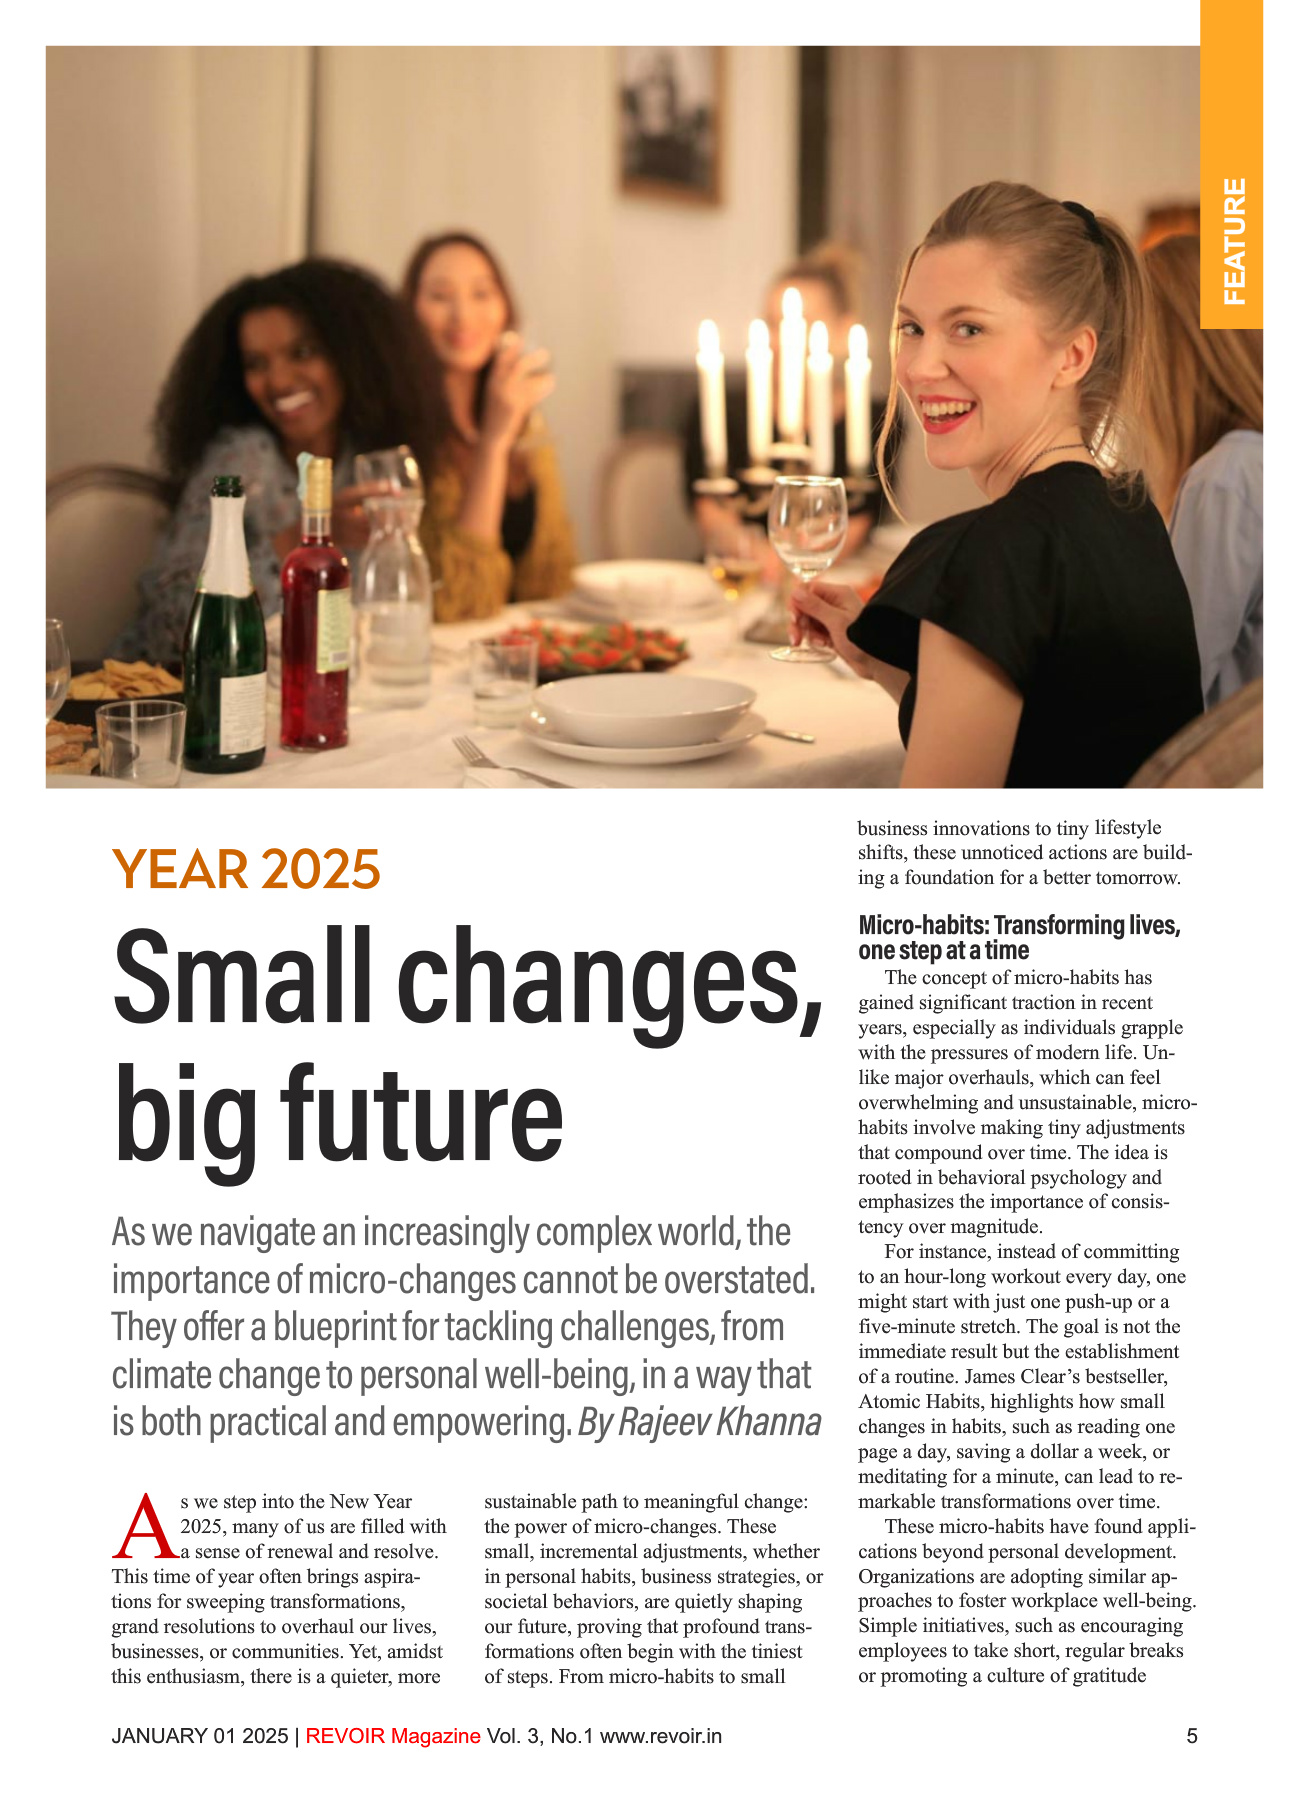 FEATURE
YEAR 2025
Small changes,
big future
As we navigate an increasingly complex world, the
importance of micro-changes cannot be overstated.
They offer a blueprint for tackling challenges, from
climate change to personal well-being, in a way that
is both practical and empowering. By Rajeev Khanna
As we step into the New Year
2025, many of us are filled with
a sense of renewal and resolve.
This time of year often brings aspira-
tions for sweeping transformations,
grand resolutions to overhaul our lives,
businesses, or communities. Yet, amidst
this enthusiasm, there is a quieter, more
sustainable path to meaningful change:
the power of micro-changes. These
small, incremental adjustments, whether
in personal habits, business strategies, or
societal behaviors, are quietly shaping
our future, proving that profound trans-
formations often begin with the tiniest
of steps. From micro-habits to small
business innovations to tiny lifestyle
shifts, these unnoticed actions are build-
ing a foundation for a better tomorrow.
Micro-habits: Transforming lives,
one step at a time
The concept of micro-habits has
gained significant traction in recent
years, especially as individuals grapple
with the pressures of modern life. Un-
like major overhauls, which can feel
overwhelming and unsustainable, micro-
habits involve making tiny adjustments
that compound over time. The idea is
rooted in behavioral psychology and
emphasizes the importance of consis-
tency over magnitude.
For instance, instead of committing
to an hour-long workout every day, one
might start with just one push-up or a
five-minute stretch. The goal is not the
immediate result but the establishment
of a routine. James Clear’s bestseller,
Atomic Habits, highlights how small
changes in habits, such as reading one
page a day, saving a dollar a week, or
meditating for a minute, can lead to re-
markable transformations over time.
These micro-habits have found appli-
cations beyond personal development.
Organizations are adopting similar ap-
proaches to foster workplace well-being.
Simple initiatives, such as encouraging
employees to take short, regular breaks
or promoting a culture of gratitude
JANUARY 01 2025 | REVOIR Magazine Vol. 3, No.1 www.revoir.in
5